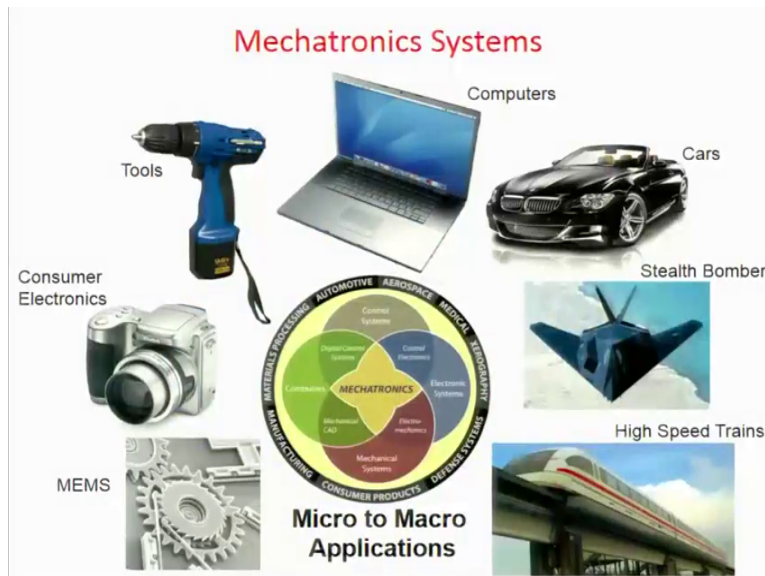 Mechatronics Systems
Computers
Tools
Cars
Consumer
Electronics
Stealth Bomber
AUTOMOTIVE
AEROSPACE
MEDICAL
XEROGRAPHY
DEFENSE SYSTEMS
CONSUMER PRODUCTS
MANUFACTURING
MATERIALS PROCESSING
Control
Systems
Digital Control
Systems
Control
Electronics
Computers
MECHATRONICS
Electronic
Systems
Mechanical
CAD
Electro-
mechanics
Mechanical
Systems
High Speed Trains
MEMS
Micro to Macro
Applications